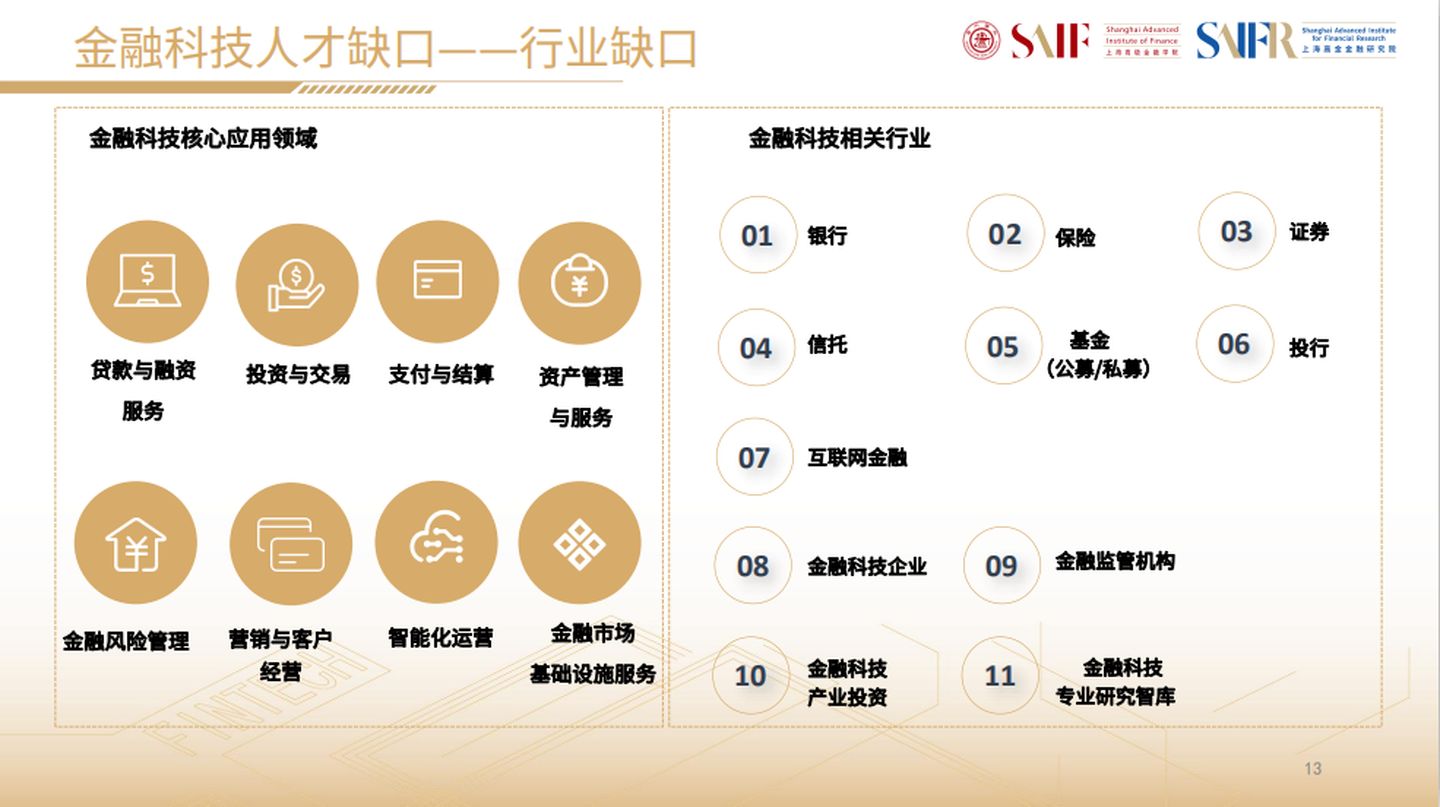 金融科技人才缺口——行业缺口
SAIF
Shanghai Advanced
Institute of Finance
上海高级金融学院
SAIFR
Shanghai Advanced Institute
for Financial Research
上海高金金融研究院
金融科技核心应用领域
$
贷款与融资
服务
$
投资与交易
支付与结算
¥
资产管理
与服务
¥
金融风险管理
营销与客户
经营
智能化运营
金融市场
基础设施服务
金融科技相关行业
01 银行
02 保险
03 证券
04 信托
05 基金
（公募/私募）
06 投行
07 互联网金融
08 金融科技企业
09 金融监管机构
10 金融科技
产业投资
11 金融科技
专业研究智库
FINTECH
13